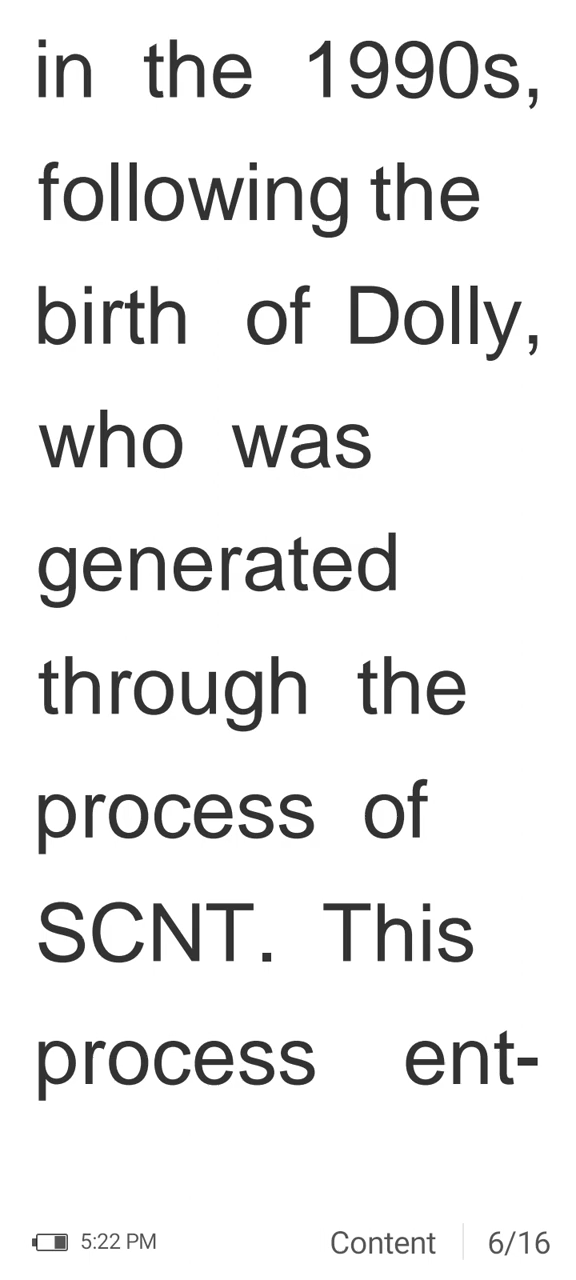 in the 1990s,
following the
birth of Dolly,
who was
generated
through the
process of
SCNT. This
process ent-
5:22 PM Content 6/16